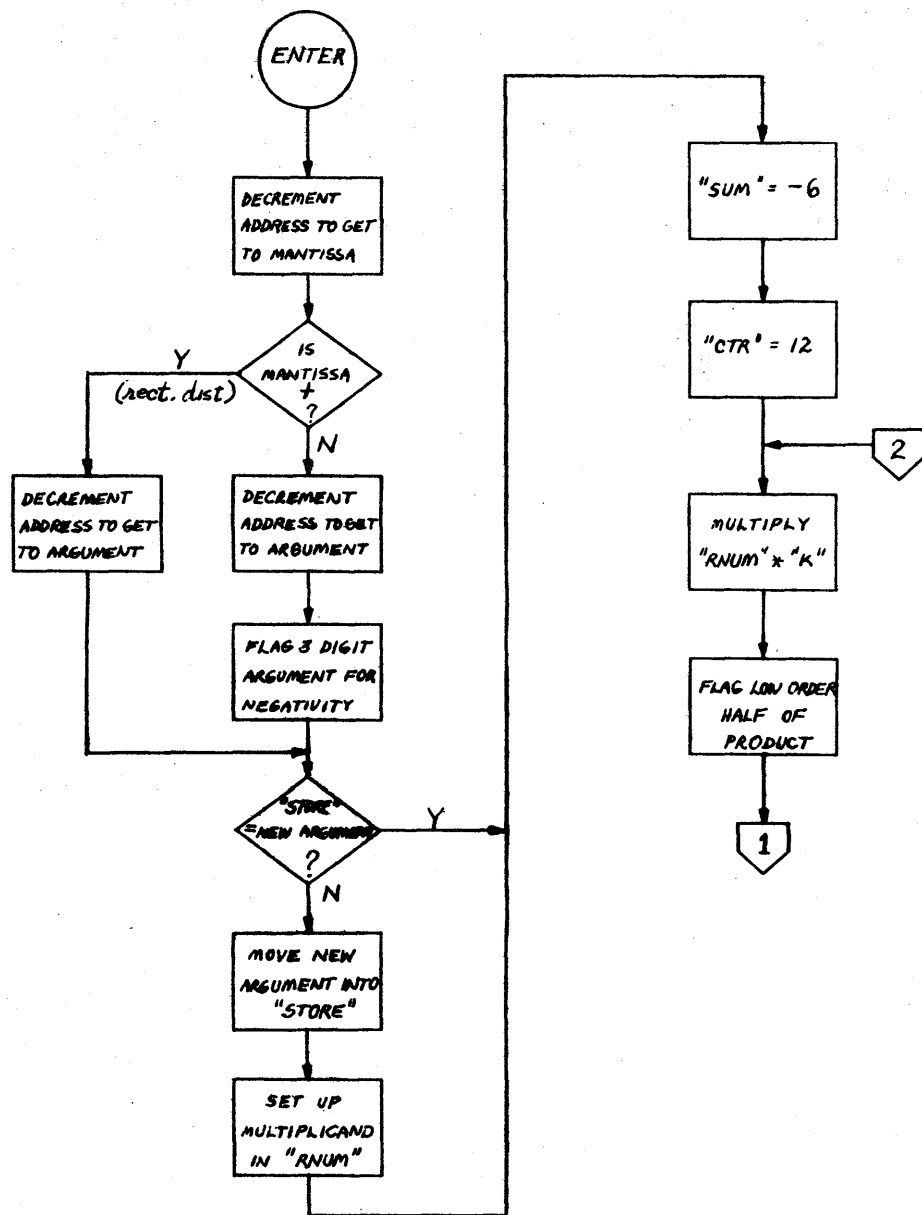 ENTER
DECREMENT
ADDRESS TO GET
TO MANTISSA
IS
MANTISSA
+
?
Y
(rect. dist)
N
DECREMENT
ADDRESS TO GET
TO ARGUMENT
DECREMENT
ADDRESS TO GET
TO ARGUMENT
FLAG 3 DIGIT
ARGUMENT FOR
NEGATIVITY
"STORE"
=NEW ARGUMENT
?
Y
N
MOVE NEW
ARGUMENT INTO
"STORE"
SET UP
MULTIPLICAND
IN "RNUM"
"SUM" = -6
"CTR" = 12
2
MULTIPLY
"RNUM" * "K"
FLAG LOW ORDER
HALF OF
PRODUCT
1